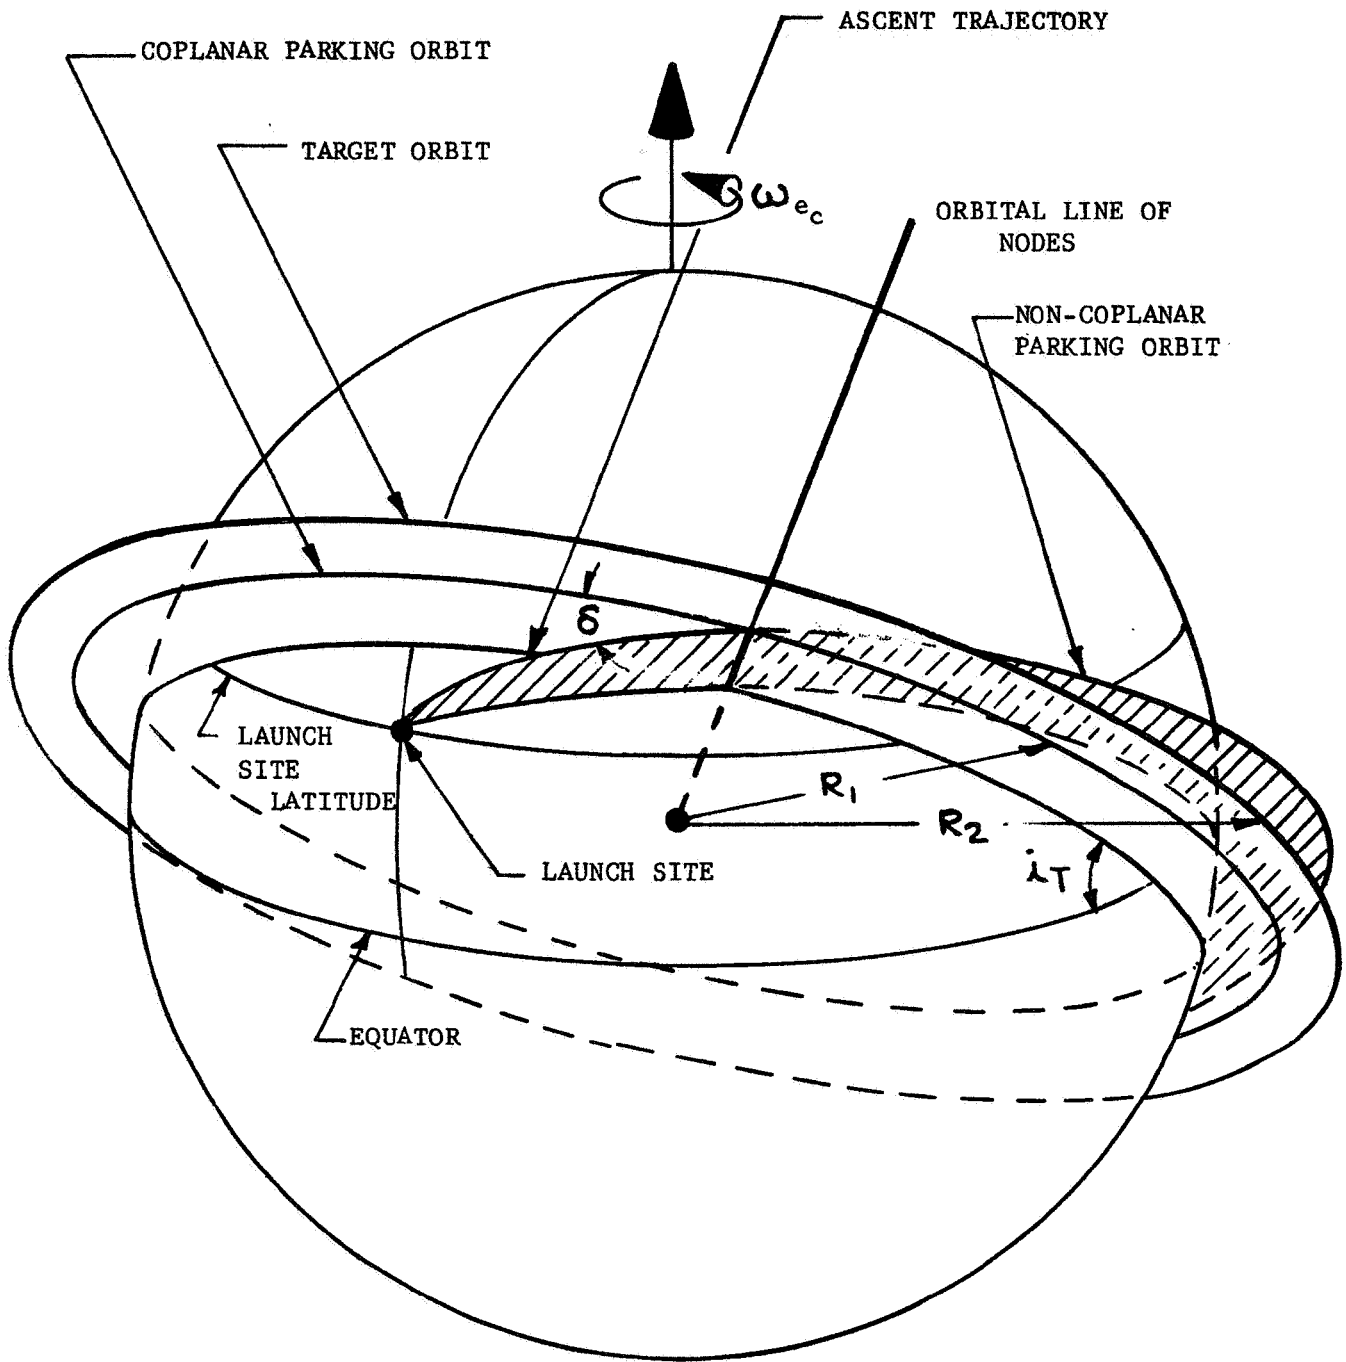 ASCENT TRAJECTORY
COPLANAR PARKING ORBIT
TARGET ORBIT
ω e c
ORBITAL LINE OF
NODES
NON-COPLANAR
PARKING ORBIT
δ
LAUNCH
SITE
LATITUDE
R1
R2
LAUNCH SITE
iT
EQUATOR